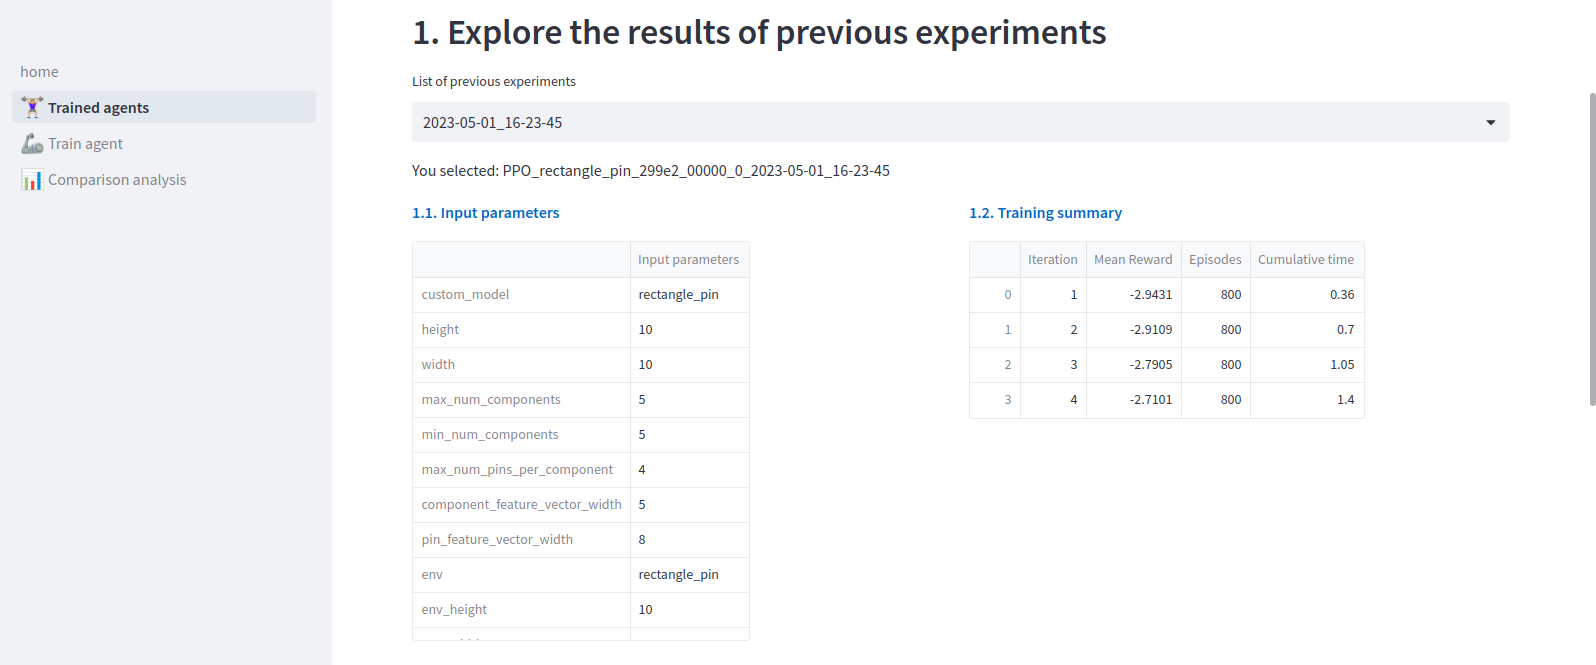 home
Trained agents
Train agent
Comparison analysis
1. Explore the results of previous experiments
List of previous experiments
2023-05-01_16-23-45
You selected: PPO_rectangle_pin_299e2_00000_0_2023-05-01_16-23-45
1.1. Input parameters
Input parameters
custom_model rectangle_pin
height 10
width 10
max_num_components 5
min_num_components 5
max_num_pins_per_component 4
component_feature_vector_width 5
pin_feature_vector_width 8
env rectangle_pin
env_height 10
1.2. Training summary
Iteration Mean Reward Episodes Cumulative time
0 1 -2.9431 800 0.36
1 2 -2.9109 800 0.7
2 3 -2.7905 800 1.05
3 4 -2.7101 800 1.4